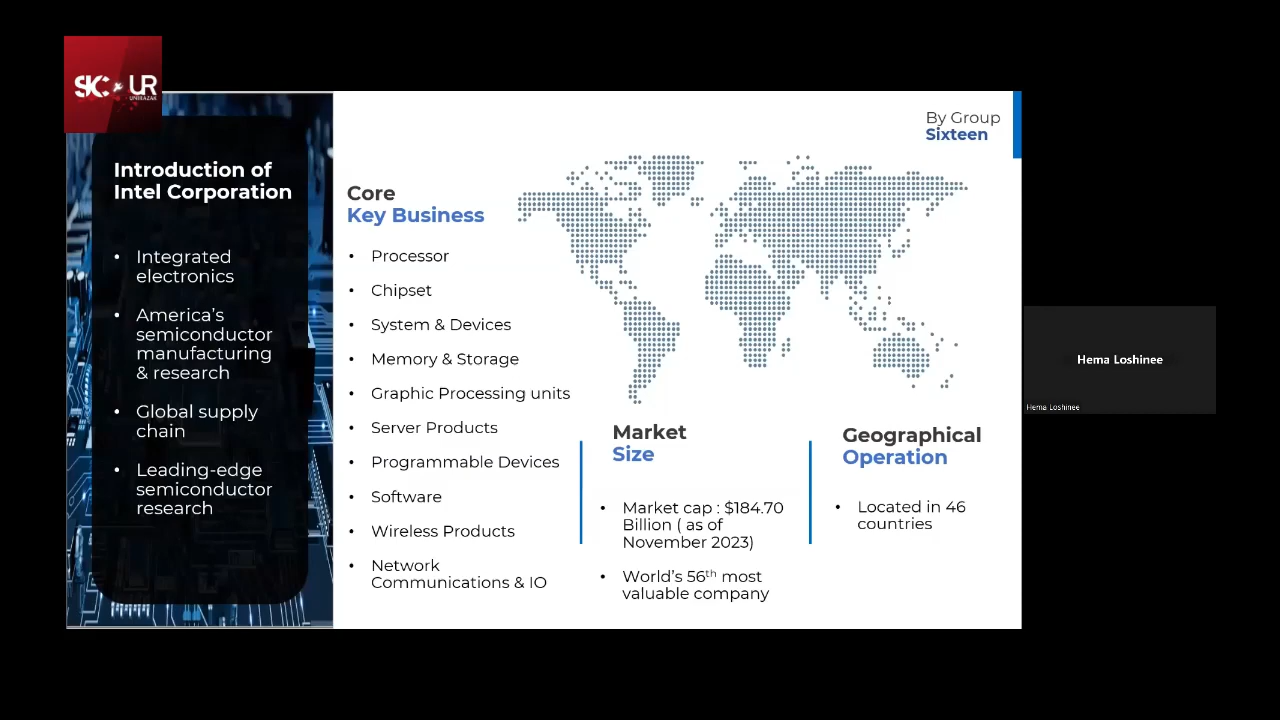 SKC UR
UNIRAZAK
Introduction of
Intel Corporation
• Integrated
electronics
• America's
semiconductor
manufacturing
& research
• Global supply
chain
• Leading-edge
semiconductor
research
By Group
Sixteen
Core
Key Business
• Processor
• Chipset
• System & Devices
• Memory & Storage
• Graphic Processing units
• Server Products
• Programmable Devices
• Software
• Wireless Products
• Network
Communications & IO
Market
Size
• Market cap : $184.70
Billion ( as of
November 2023)
• World's 56th most
valuable company
Geographical
Operation
• Located in 46
countries
Hema Loshinee
Hema Loshinee